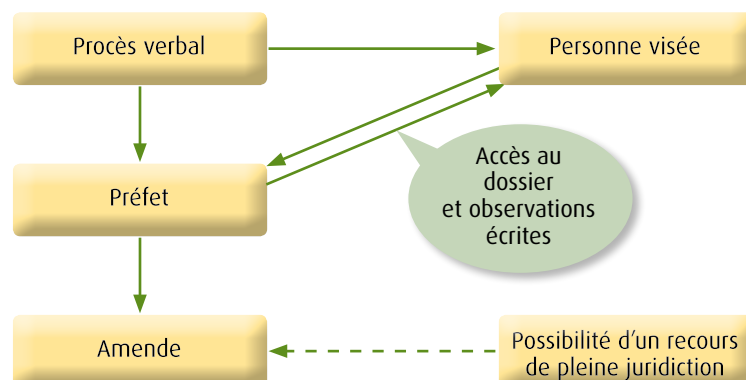 Procès verbal
Personne visée
Accès au
dossier
et observations
écrites
Préfet
Amende
Possibilité d’un recours
de pleine juridiction